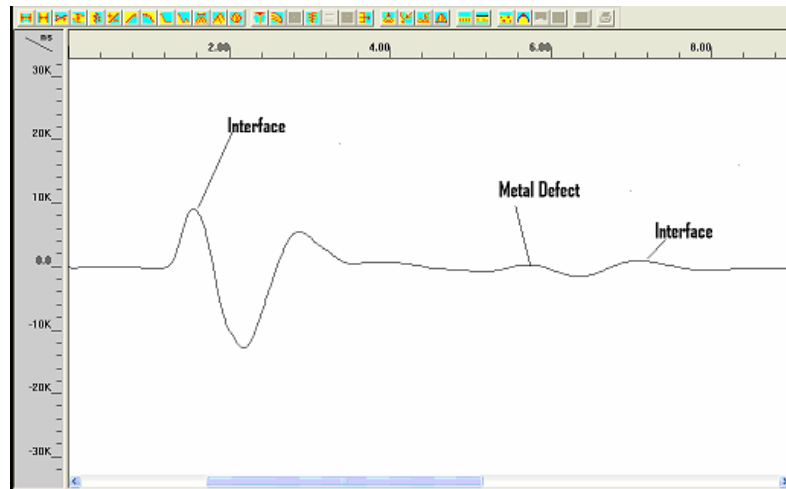 ms
2.00 4.00 6.00 8.00
30K
20K
Interface
10K
Metal Defect
Interface
0.0
-10K
-20K
-30K